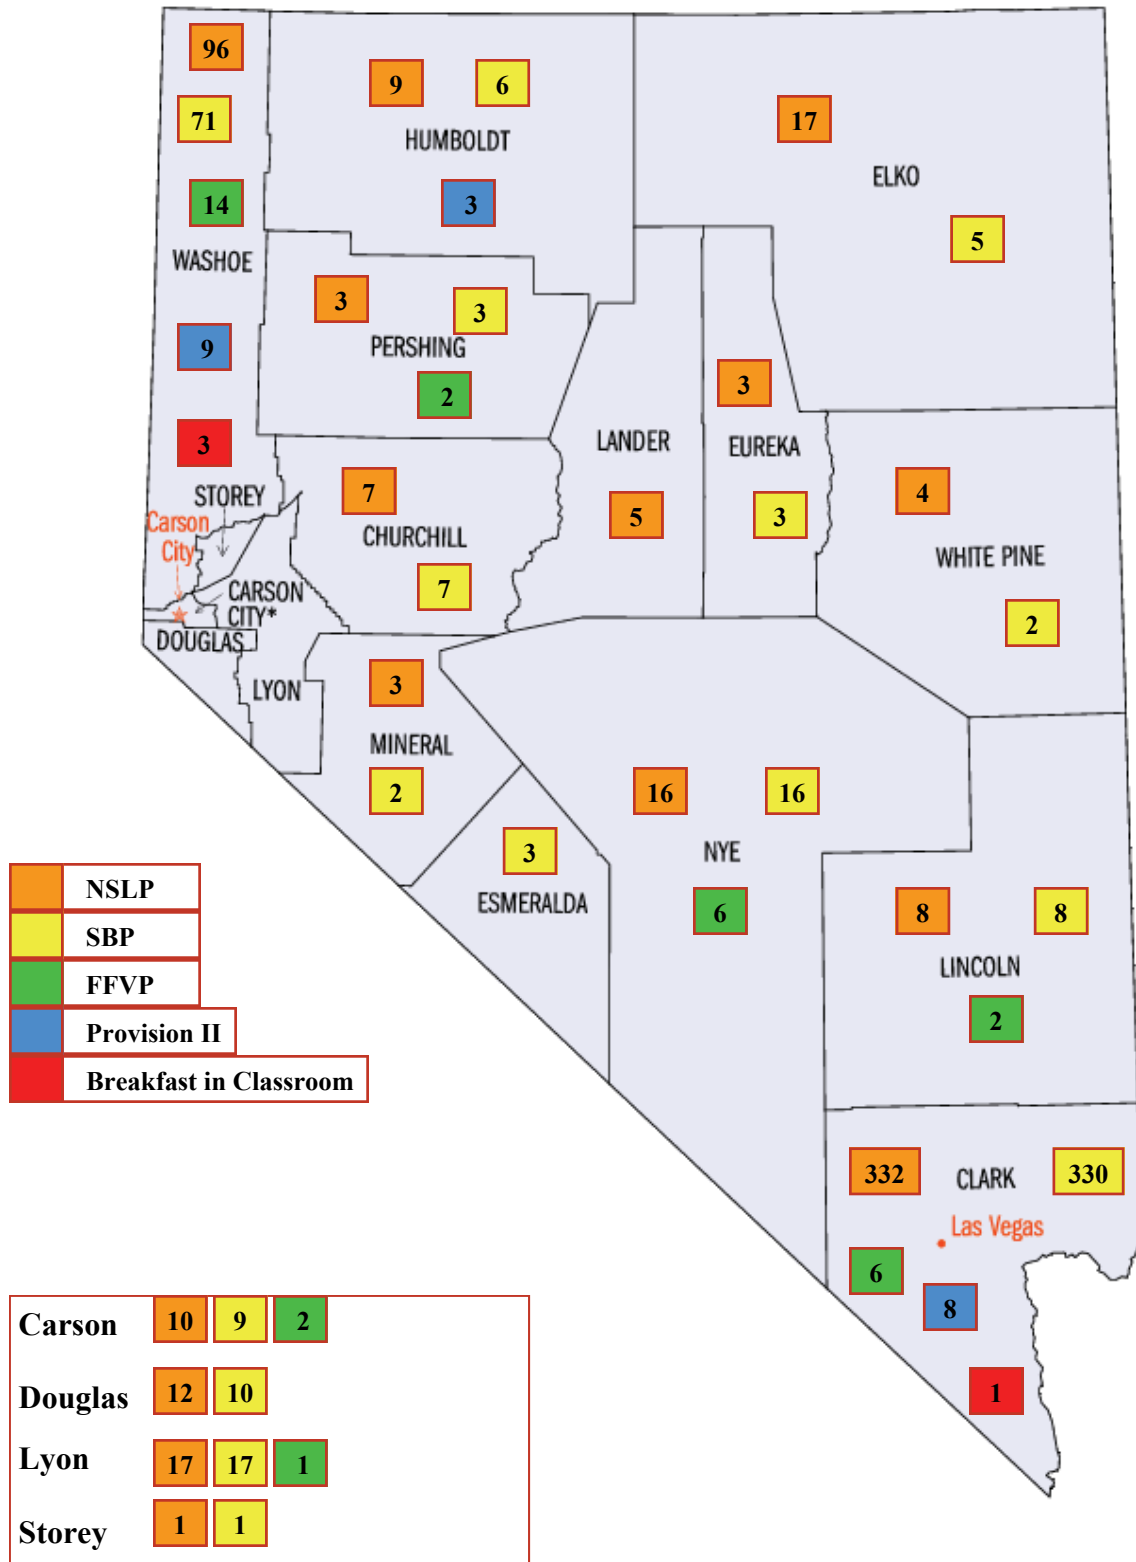 96
9
6
71
17
HUMBOLDT
ELKO
14
3
5
WASHOE
3
3
9
PERSHING
2
3
3
LANDER
EUREKA
STOREY
7
4
Carson
City
CHURCHILL
5
3
WHITE PINE
7
CARSON
CITY*
2
DOUGLAS
LYON
3
MINERAL
2
16
16
3
NYE
ESMERALDA
NSLP
6
8
8
SBP
LINCOLN
FFVP
2
Provision II
Breakfast in Classroom
332
CLARK
330
Las Vegas
6
8
1
Carson 10 9 2
Douglas 12 10
Lyon 17 17 1
Storey 1 1